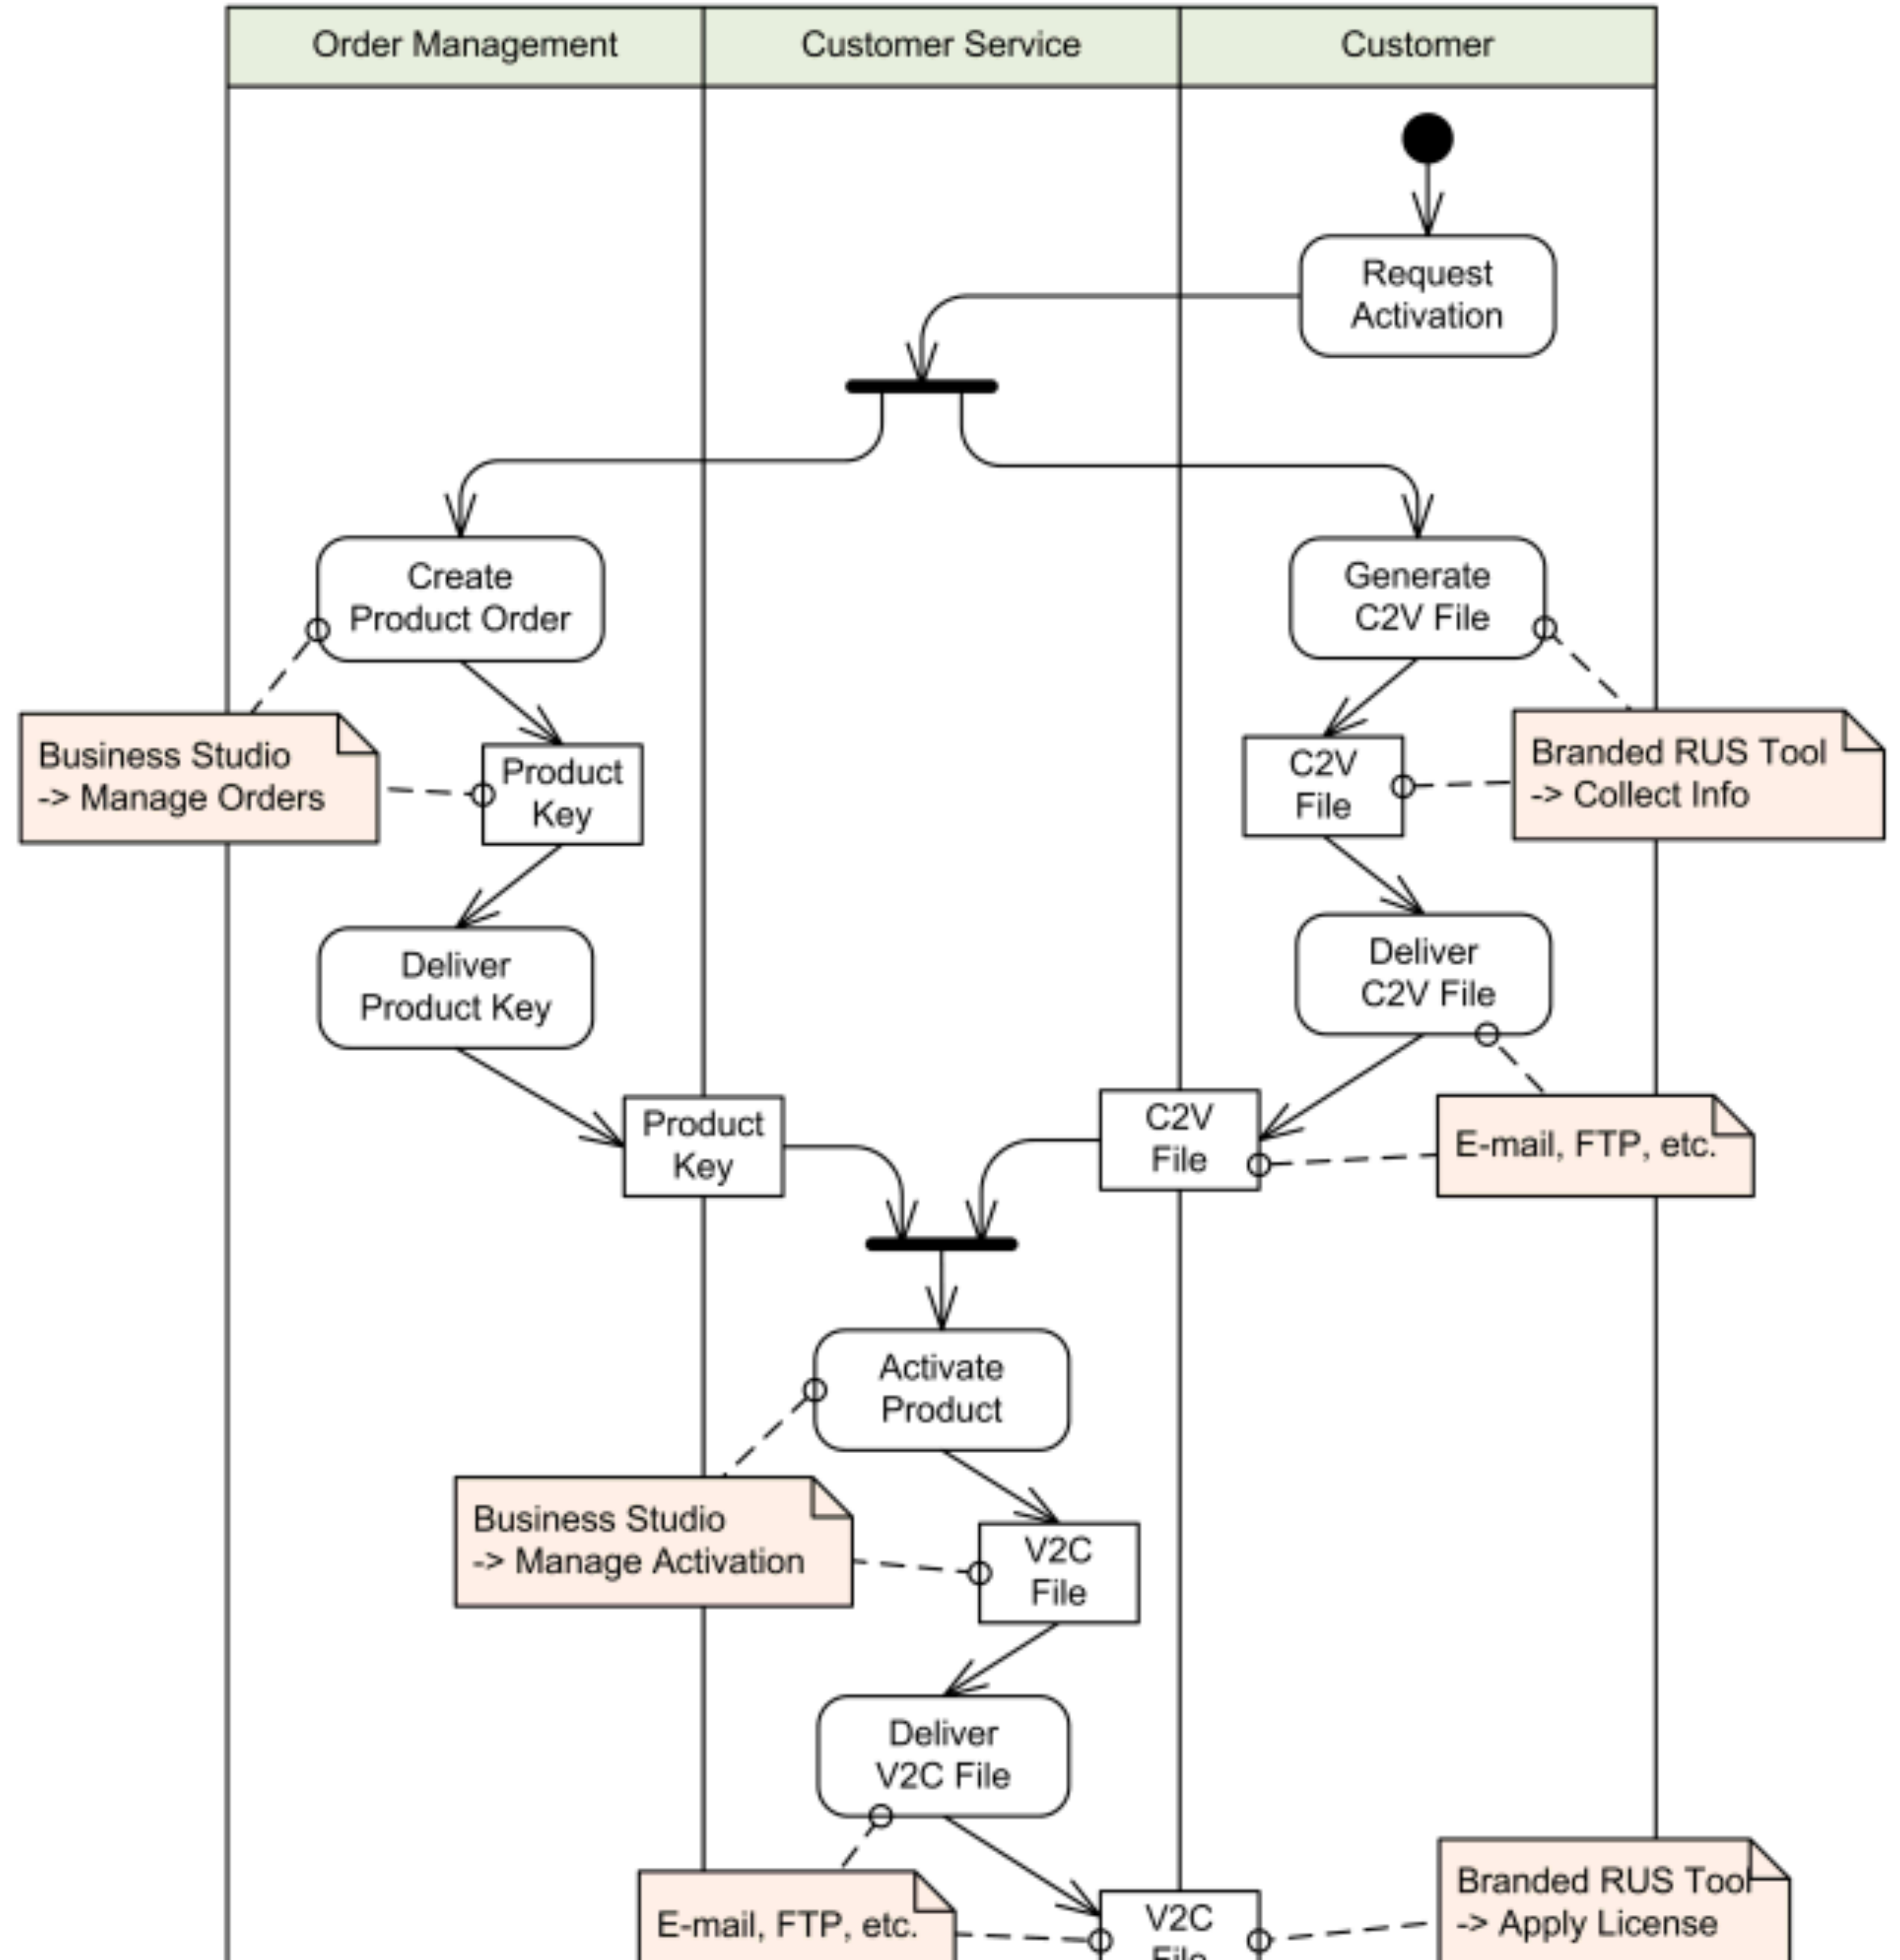 Order Management
Customer Service
Customer
Request
Activation
Create
Product Order
Generate
C2V File
Business Studio
-> Manage Orders
Product
Key
C2V
File
Branded RUS Tool
-> Collect Info
Deliver
Product Key
Deliver
C2V File
Product
Key
C2V
File
E-mail, FTP, etc.
Activate
Product
Business Studio
-> Manage Activation
V2C
File
Deliver
V2C File
E-mail, FTP, etc.
V2C
File
Branded RUS Tool
-> Apply License